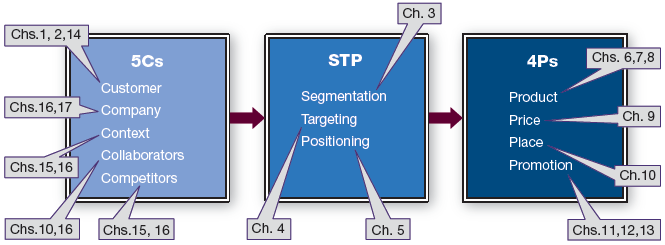 Chs.1, 2,14
5Cs
Customer
Chs.16,17
Company
Context
Chs.15,16
Collaborators
Competitors
Chs.10,16
Chs.15, 16
Ch. 3
STP
Segmentation
Targeting
Positioning
Ch. 4
Ch. 5
4Ps
Chs. 6,7,8
Product
Price
Ch. 9
Place
Promotion
Ch.10
Chs.11,12,13